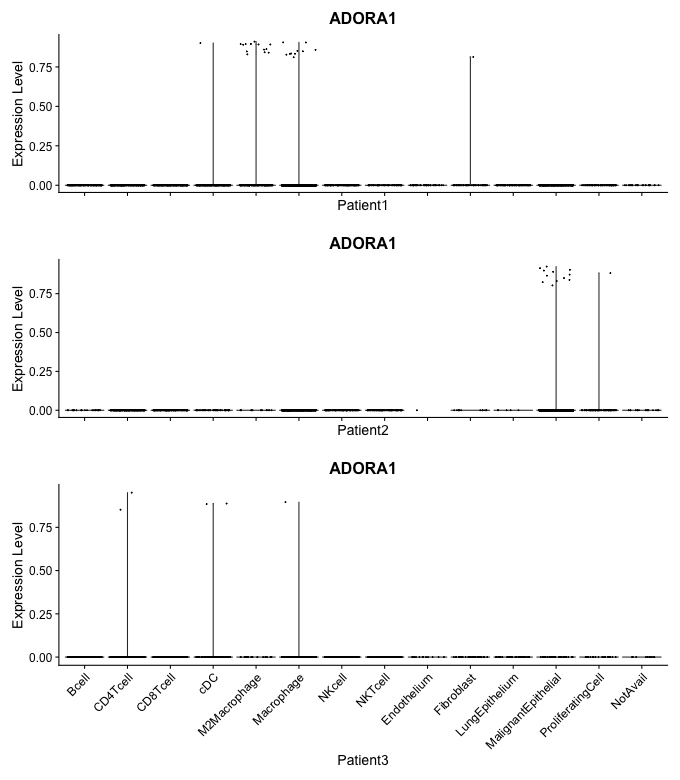 ADORA1
Expression Level
0.75
0.50
0.25
0.00
Patient1
ADORA1
Expression Level
0.75
0.50
0.25
0.00
Patient2
ADORA1
Expression Level
0.75
0.50
0.25
0.00
Bcell
CD4Tcell
CD8Tcell
cDC
M2Macrophage
Macrophage
NKcell
NKTcell
Endothelium
Fibroblast
LungEpithelium
MalignantEpithelial
ProliferatingCell
NotAvail
Patient3